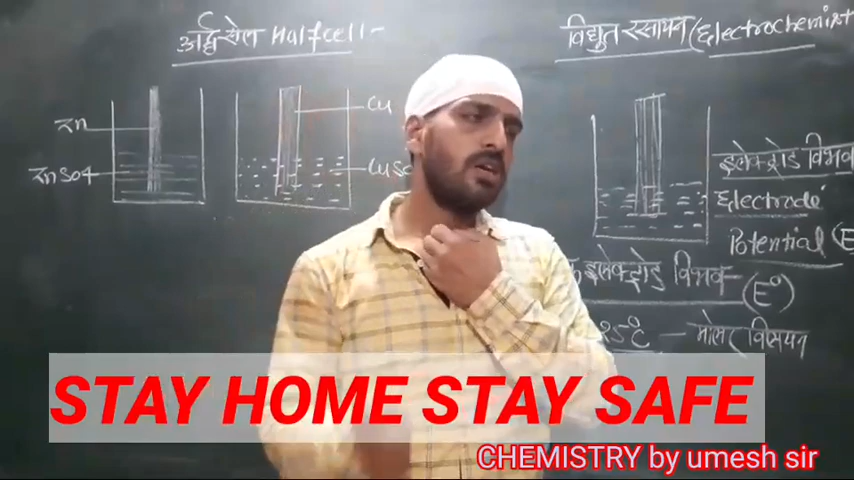 अर्द्ध सेल Half cell :-
विद्युत रसायन (Electrochemist
Zn
Cu
ZnSO4
CuSO
इलेक्ट्रोड विभव
Electrode
Potential (E
इलेक्ट्रोड विभव (E°)
25°C
STAY HOME STAY SAFE
CHEMISTRY by umesh sir